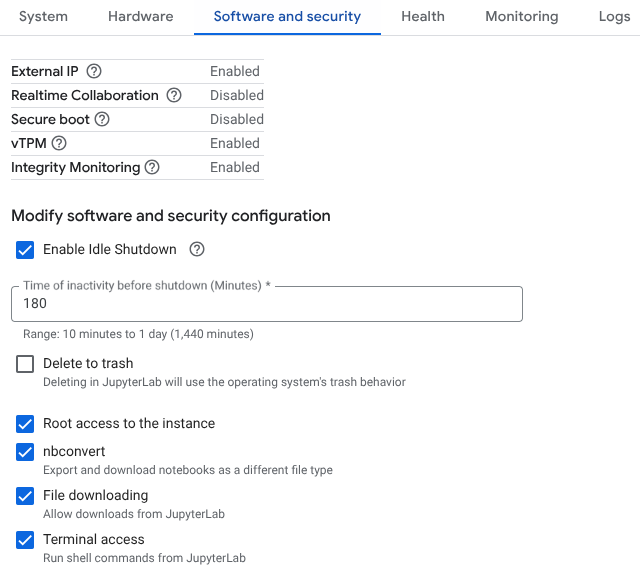 System Hardware Software and security Health Monitoring Logs
External IP Enabled
Realtime Collaboration Disabled
Secure boot Disabled
vTPM Enabled
Integrity Monitoring Enabled
Modify software and security configuration
Enable Idle Shutdown
Time of inactivity before shutdown (Minutes) *
180
Range: 10 minutes to 1 day (1,440 minutes)
Delete to trash
Deleting in JupyterLab will use the operating system's trash behavior
Root access to the instance
nbconvert
Export and download notebooks as a different file type
File downloading
Allow downloads from JupyterLab
Terminal access
Run shell commands from JupyterLab